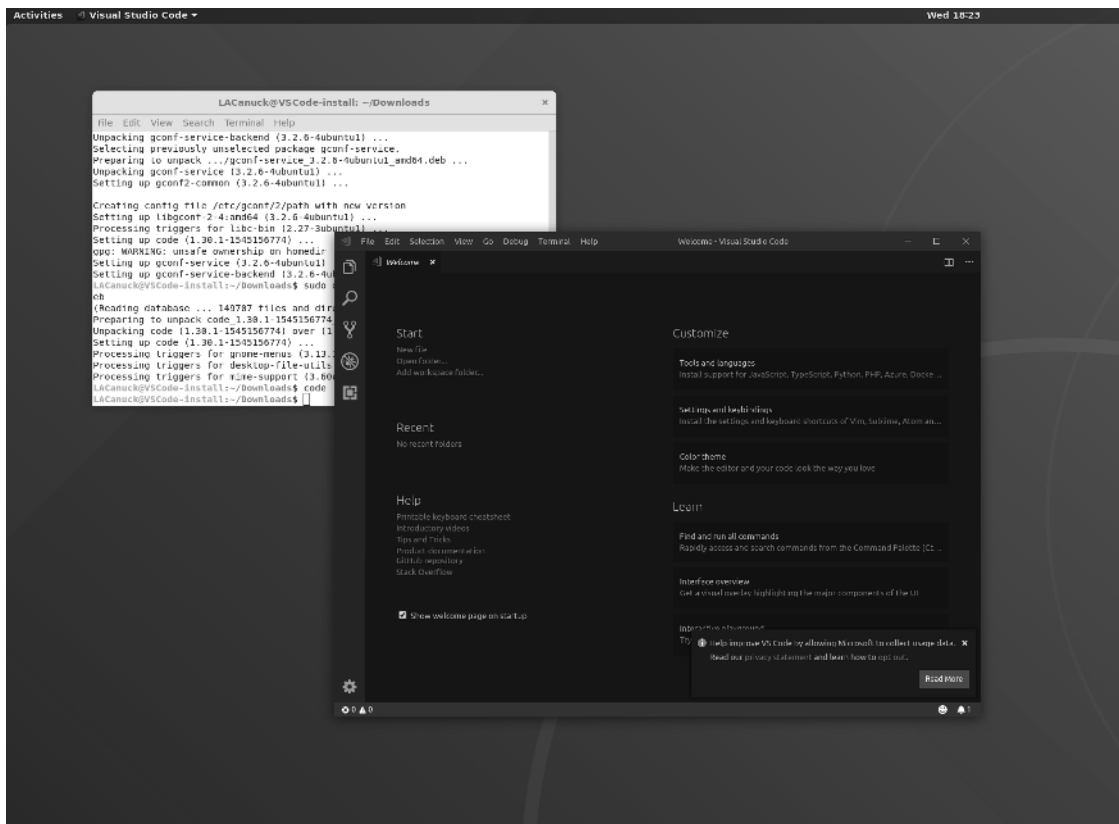 Activities Visual Studio Code Wed 18:23
LACanuck@VSCode-install: ~/Downloads
File Edit View Search Terminal Help
Unpacking gconf-service-backend (3.2.6-4ubuntu1) ...
Selecting previously unselected package gconf-service.
Preparing to unpack .../gconf-service_3.2.6-4ubuntu1_amd64.deb ...
Unpacking gconf-service (3.2.6-4ubuntu1) ...
Setting up gconf2-common (3.2.6-4ubuntu1) ...
Creating config file /etc/gconf/2/path with new version
Setting up libgconf-2-4:amd64 (3.2.6-4ubuntu1) ...
Processing triggers for libc-bin (2.27-3ubuntu1) ...
Setting up code (1.30.1-1545156774) ...
gpg: WARNING: unsafe ownership on homedir
Setting up gconf-service (3.2.6-4ubuntu1)
Setting up gconf-service-backend (3.2.6-4u
LACanuck@VSCode-install:~/Downloads$ sudo
eb
(Reading database ... 149787 files and dir
Preparing to unpack code_1.30.1-1545156774
Unpacking code (1.30.1-1545156774) over (1
Setting up code (1.30.1-1545156774) ...
Processing triggers for gnome-menus (3.13.
Processing triggers for desktop-file-utils
Processing triggers for mime-support (3.60
LACanuck@VSCode-install:~/Downloads$ code
LACanuck@VSCode-install:~/Downloads$
File Edit Selection View Go Debug Terminal Help Welcome - Visual Studio Code
Welcome
Start
New file
Open folder...
Add workspace folder...
Recent
No recent folders
Help
Printable keyboard cheatsheet
Introductory videos
Tips and Tricks
Product documentation
GitHub repository
Stack Overflow
Show welcome page on startup
Customize
Tools and languages
Install support for JavaScript, TypeScript, Python, PHP, Azure, Docke...
Settings and keybindings
Install the settings and keyboard shortcuts of Vim, Sublime, Atom an...
Color theme
Make the editor and your code look the way you love
Learn
Find and run all commands
Rapidly access and search commands from the Command Palette (Ct...
Interface overview
Get a visual overlay highlighting the major components of the UI
Interactive playground
Help improve VS Code by allowing Microsoft to collect usage data.
Read our privacy statement and learn how to opt out.
Read More
0 0 1